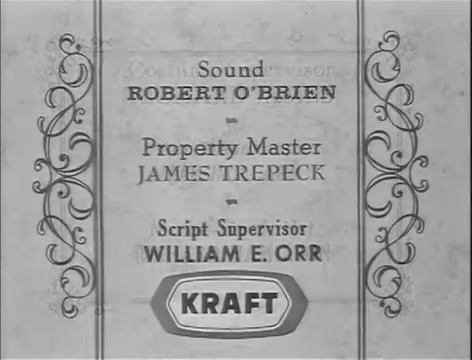 Sound
ROBERT O'BRIEN
Property Master
JAMES TREPECK
Script Supervisor
WILLIAM E. ORR
KRAFT